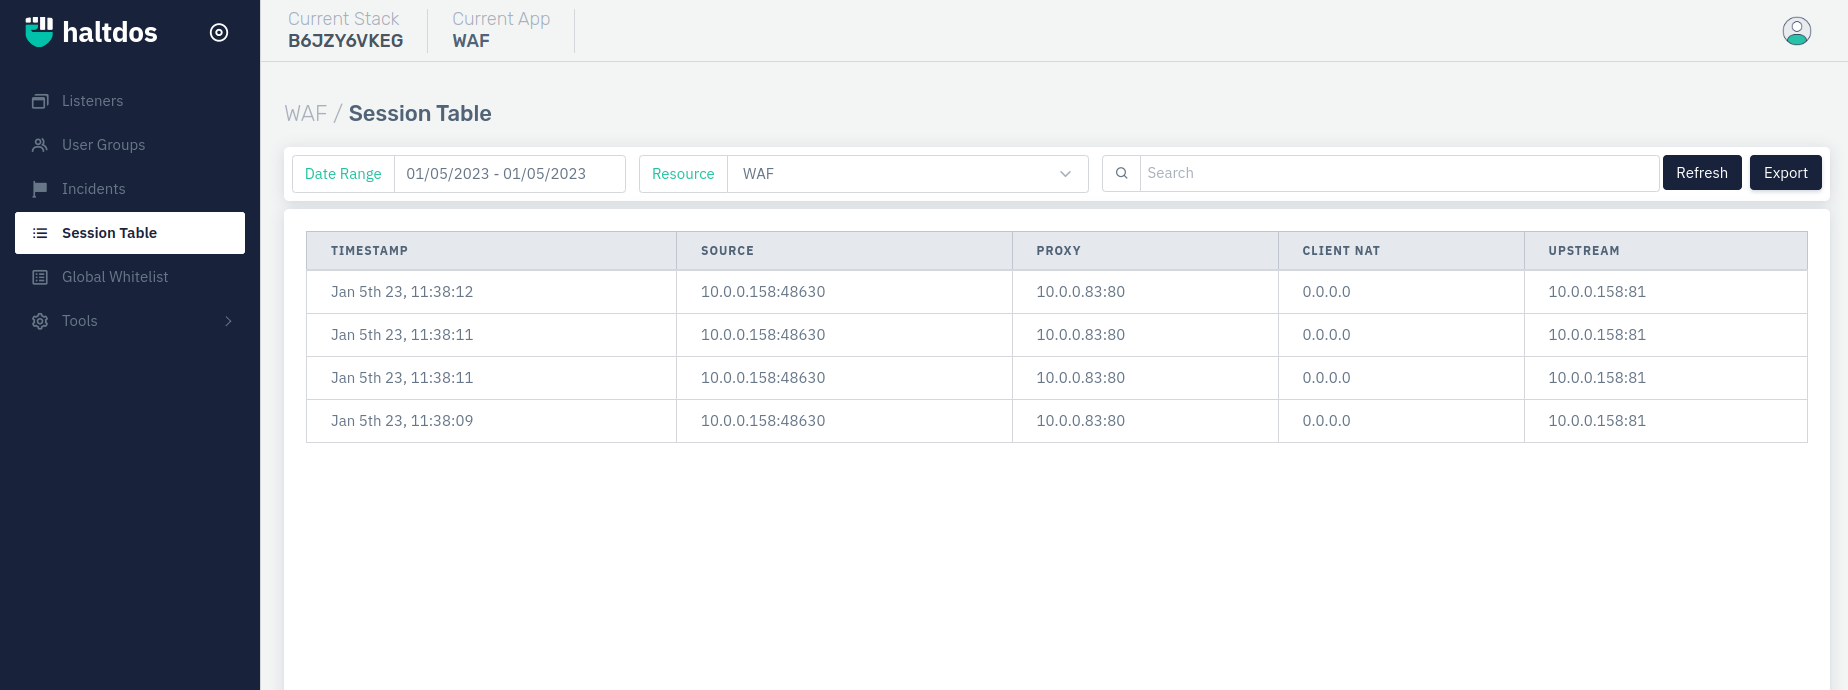 haltdos
Current Stack
B6JZY6VKEG
Current App
WAF
Listeners
User Groups
Incidents
Session Table
Global Whitelist
Tools
WAF / Session Table
Date Range 01/05/2023 - 01/05/2023 Resource WAF Search Refresh Export
TIMESTAMP SOURCE PROXY CLIENT NAT UPSTREAM
Jan 5th 23, 11:38:12 10.0.0.158:48630 10.0.0.83:80 0.0.0.0 10.0.0.158:81
Jan 5th 23, 11:38:11 10.0.0.158:48630 10.0.0.83:80 0.0.0.0 10.0.0.158:81
Jan 5th 23, 11:38:11 10.0.0.158:48630 10.0.0.83:80 0.0.0.0 10.0.0.158:81
Jan 5th 23, 11:38:09 10.0.0.158:48630 10.0.0.83:80 0.0.0.0 10.0.0.158:81